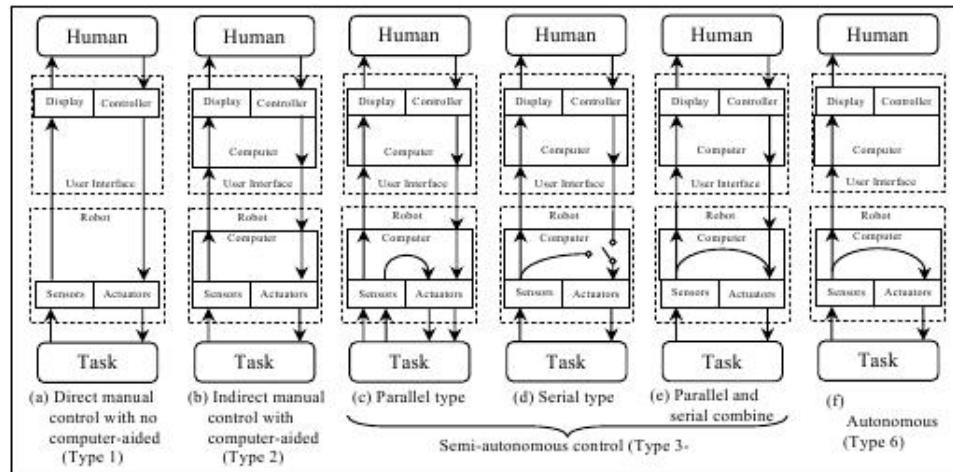 Human Human Human Human Human Human
Display Controller Display Controller Display Controller Display Controller Display Controller Display Controller
Computer Computer Computer Computer Computer
User Interface User Interface User Interface User Interface User Interface User Interface
Robot Robot Robot Robot Robot Robot
Computer Computer Computer Computer Computer
Sensors Actuators Sensors Actuators Sensors Actuators Sensors Actuators Sensors Actuators Sensors Actuators
Task Task Task Task Task Task
(a) Direct manual
control with no
computer-aided
(Type 1)
(b) Indirect manual
control with
computer-aided
(Type 2)
(c) Parallel type
(d) Serial type
(e) Parallel and
serial combine
Semi-autonomous control (Type 3-
(f)
Autonomous
(Type 6)